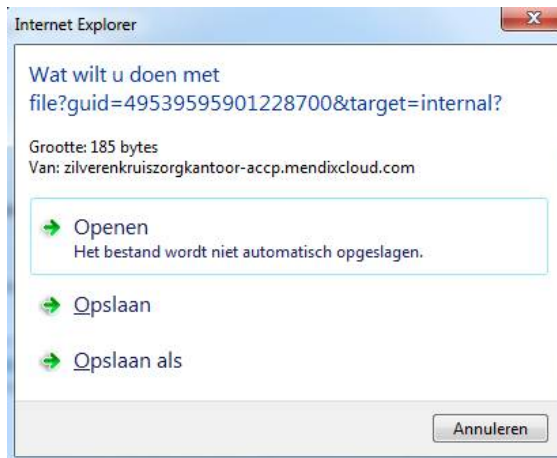 Internet Explorer
Wat wilt u doen met
file?guid=49539595901228700&target=internal?
Grootte: 185 bytes
Van: zilverenkruiszorgkantoor-accp.mendixcloud.com
Openen
Het bestand wordt niet automatisch opgeslagen.
Opslaan
Opslaan als
Annuleren